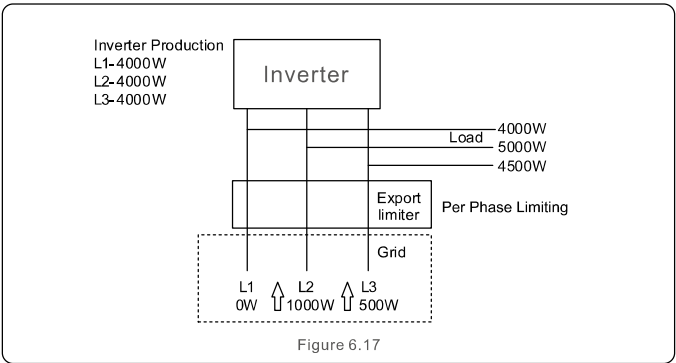 Inverter Production
L1-4000W
L2-4000W
L3-4000W
Inverter
4000W
Load
5000W
4500W
Export
limiter
Per Phase Limiting
Grid
L1 L2 L3
0W 1000W 500W
Figure 6.17